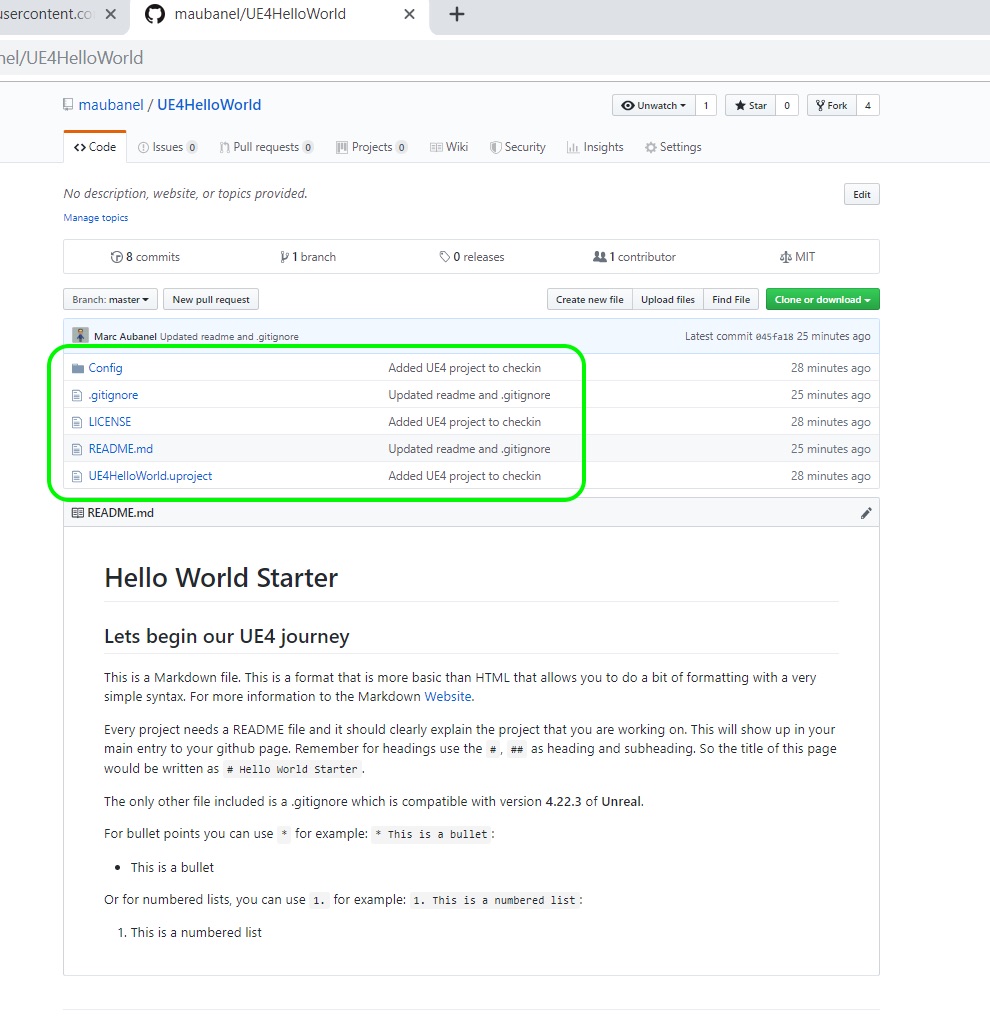 usercontent.co
maubanel/UE4HelloWorld
nel/UE4HelloWorld
maubanel / UE4HelloWorld
Unwatch 1 Star 0 Fork 4
Code Issues 0 Pull requests 0 Projects 0 Wiki Security Insights Settings
No description, website, or topics provided. Edit
Manage topics
8 commits 1 branch 0 releases 1 contributor MIT
Branch: master New pull request Create new file Upload files Find File Clone or download
Marc Aubanel Updated readme and .gitignore Latest commit 045fa18 25 minutes ago
Config Added UE4 project to checkin 28 minutes ago
.gitignore Updated readme and .gitignore 25 minutes ago
LICENSE Added UE4 project to checkin 28 minutes ago
README.md Updated readme and .gitignore 25 minutes ago
UE4HelloWorld.uproject Added UE4 project to checkin 28 minutes ago
README.md
Hello World Starter
Lets begin our UE4 journey
This is a Markdown file. This is a format that is more basic than HTML that allows you to do a bit of formatting with a very
simple syntax. For more information to the Markdown Website.
Every project needs a README file and it should clearly explain the project that you are working on. This will show up in your
main entry to your github page. Remember for headings use the #, ## as heading and subheading. So the title of this page
would be written as # Hello World Starter.
The only other file included is a .gitignore which is compatible with version 4.22.3 of Unreal.
For bullet points you can use * for example: * This is a bullet:
• This is a bullet
Or for numbered lists, you can use 1. for example: 1. This is a numbered list:
1. This is a numbered list